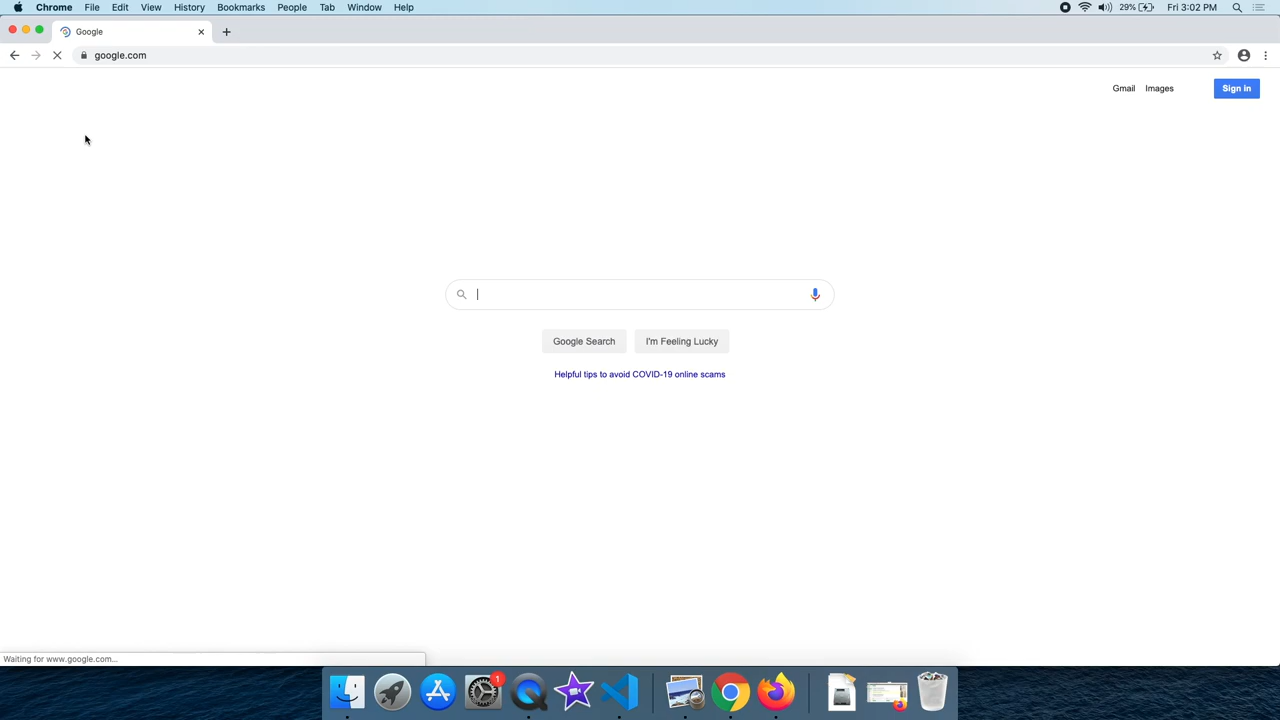 Chrome File Edit View History Bookmarks People Tab Window Help 29% Fri 3:02 PM
Google
google.com
Gmail Images Sign in
Google Search I'm Feeling Lucky
Helpful tips to avoid COVID-19 online scams
Waiting for www.google.com...
1